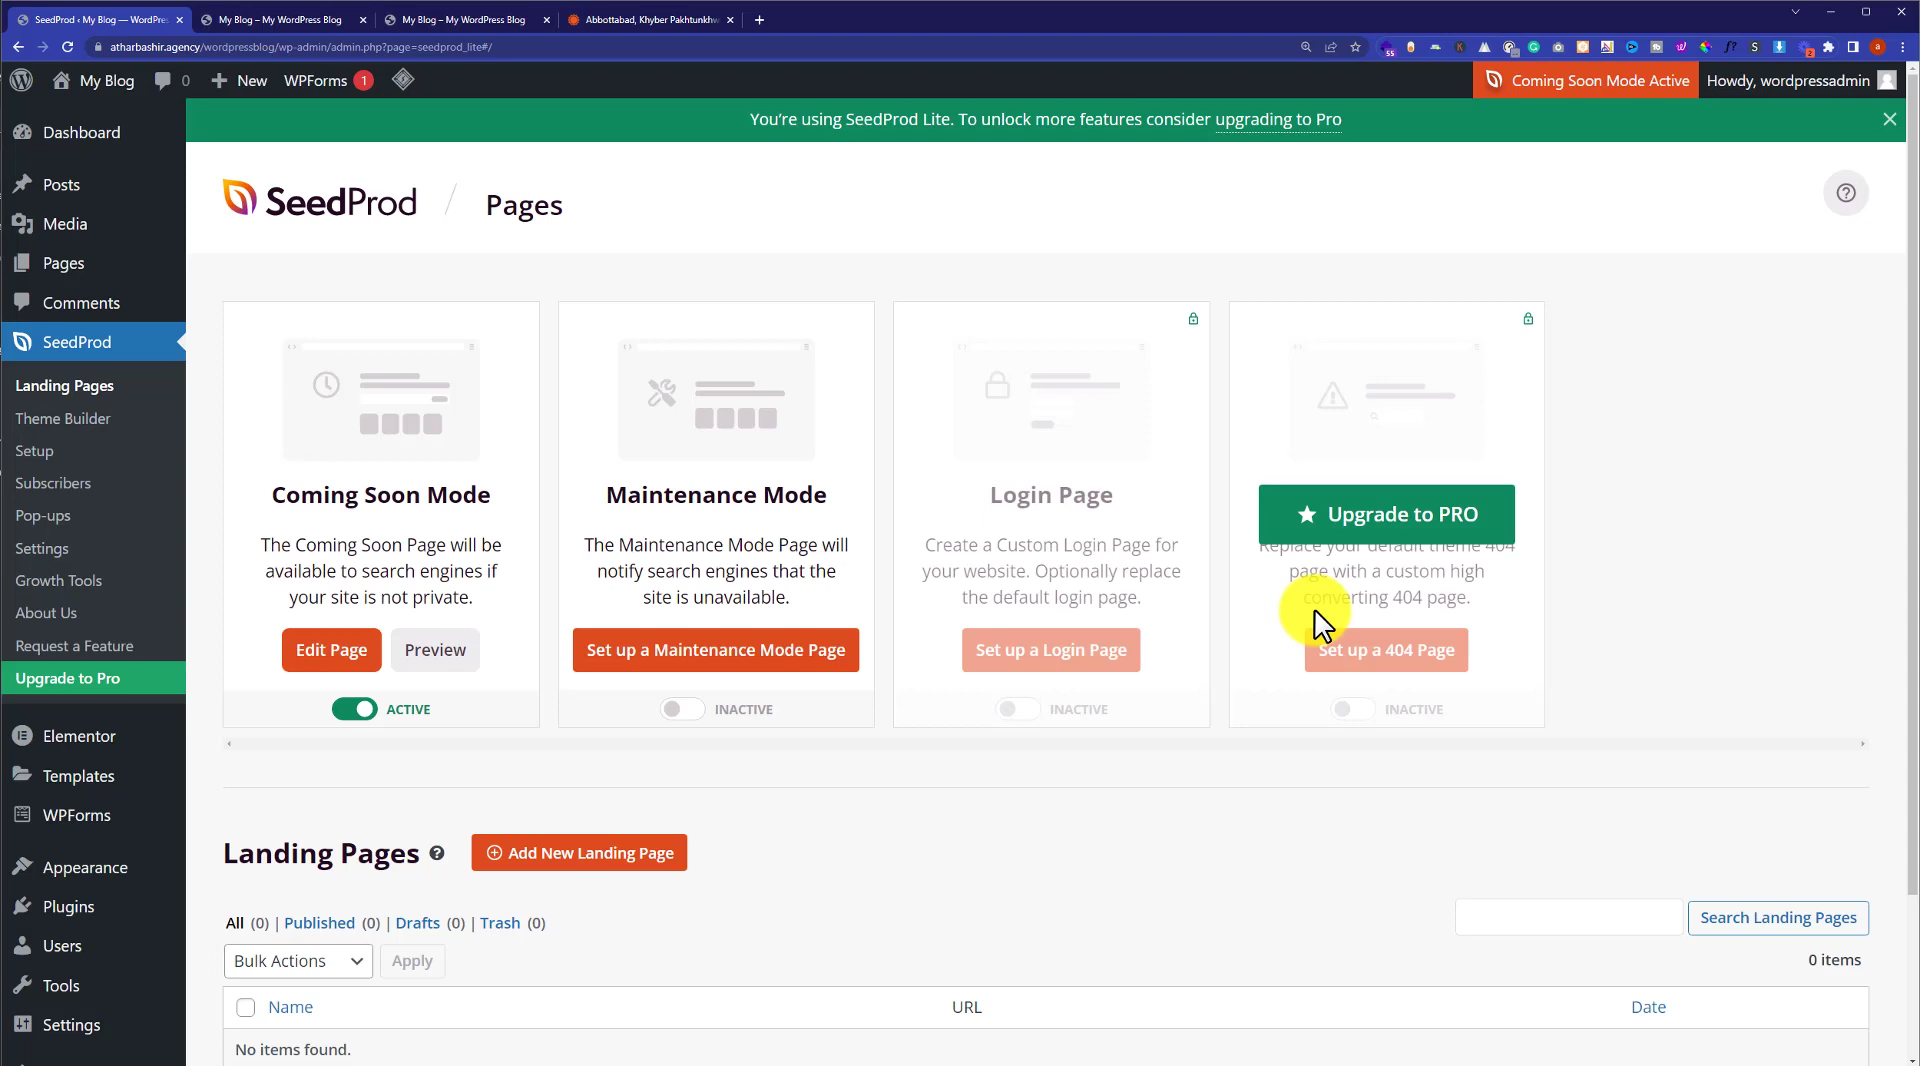 SeedProd ‹ My Blog — WordPres
My Blog – My WordPress Blog
My Blog – My WordPress Blog
Abbottabad, Khyber Pakhtunkhw
atharbashir.agency/wordpressblog/wp-admin/admin.php?page=seedprod_lite#/
My Blog
0
New
WPForms 1
Coming Soon Mode Active
Howdy, wordpressadmin
Dashboard
Posts
Media
Pages
Comments
SeedProd
Landing Pages
Theme Builder
Setup
Subscribers
Pop-ups
Settings
Growth Tools
About Us
Request a Feature
Upgrade to Pro
Elementor
Templates
WPForms
Appearance
Plugins
Users
Tools
Settings
You're using SeedProd Lite. To unlock more features consider upgrading to Pro
SeedProd / Pages
Coming Soon Mode
The Coming Soon Page will be
available to search engines if
your site is not private.
Edit Page
Preview
ACTIVE
Maintenance Mode
The Maintenance Mode Page will
notify search engines that the
site is unavailable.
Set up a Maintenance Mode Page
INACTIVE
Login Page
Create a Custom Login Page for
your website. Optionally replace
the default login page.
Set up a Login Page
INACTIVE
Upgrade to PRO
Replace your default theme 404
page with a custom high
converting 404 page.
Set up a 404 Page
INACTIVE
Landing Pages
Add New Landing Page
All (0) | Published (0) | Drafts (0) | Trash (0)
Search Landing Pages
Bulk Actions
Apply
0 items
Name
URL
Date
No items found.